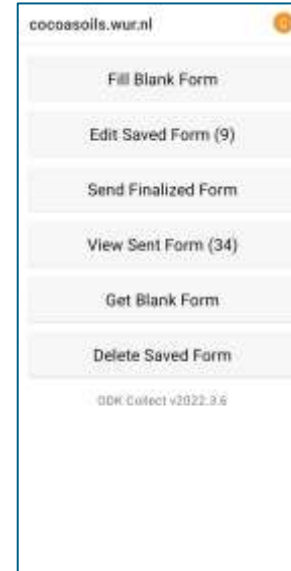 cocoasoils.wur.nl
Fill Blank Form
Edit Saved Form (9)
Send Finalized Form
View Sent Form (34)
Get Blank Form
Delete Saved Form
ODK Collect v2022.3.6